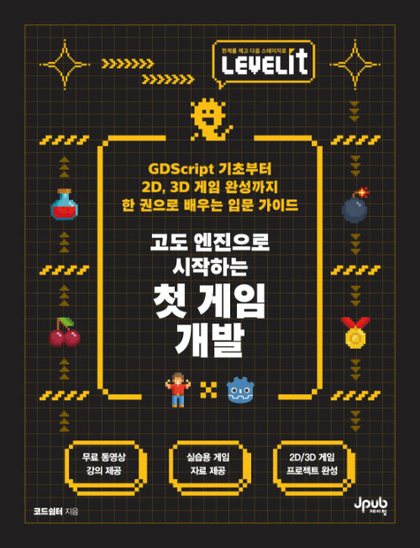 한계를 깨고 다음 스테이지로
LEVELit
GDScript 기초부터
2D, 3D 게임 완성까지
한 권으로 배우는 입문 가이드
고도 엔진으로
시작하는
첫 게임
개발
무료 동영상
강의 제공
실습용 게임
자료 제공
2D/3D 게임
프로젝트 완성
코드쉼터 지음
Jpub
제이펍